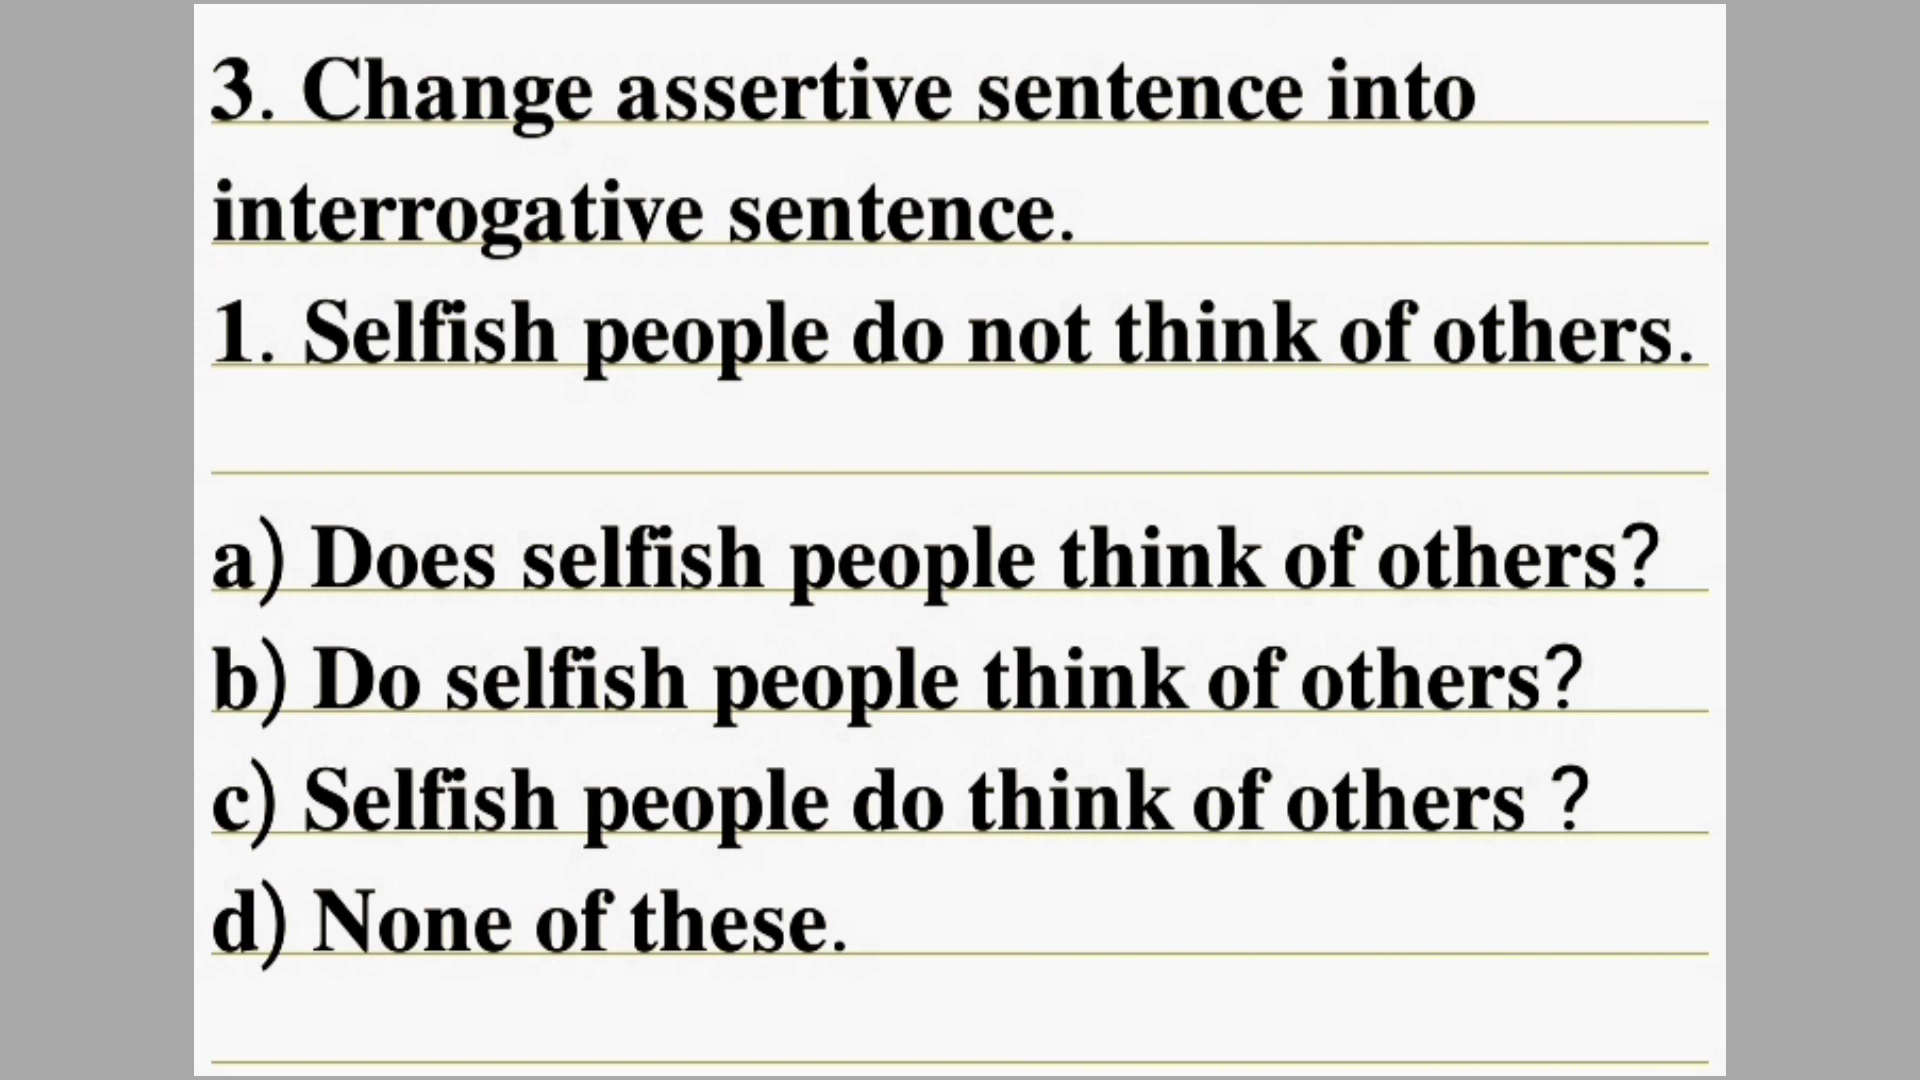 3. Change assertive sentence into
interrogative sentence.
1. Selfish people do not think of others.
a) Does selfish people think of others?
b) Do selfish people think of others?
c) Selfish people do think of others ?
d) None of these.